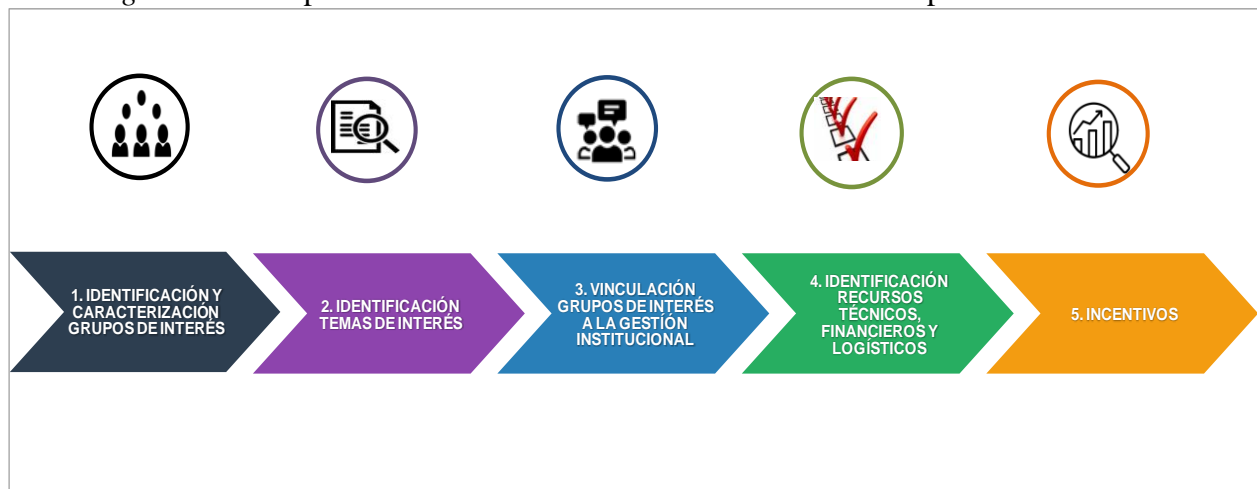 1. IDENTIFICACIÓN Y
CARACTERIZACIÓN
GRUPOS DE INTERÉS
2. IDENTIFICACIÓN
TEMAS DE INTERÉS
3. VINCULACIÓN
GRUPOS DE INTERÉS
A LA GESTIÓN
INSTITUCIONAL
4. IDENTIFICACIÓN
RECURSOS
TÉCNICOS,
FINANCIEROS Y
LOGÍSTICOS
5. INCENTIVOS